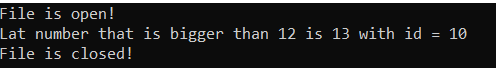 File is open!
Lat number that is bigger than 12 is 13 with id = 10
File is closed!